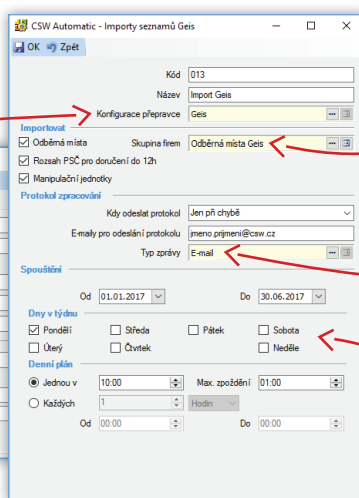 CSW Automatic - Importy seznamů Geis
OK Zpět
Kód 013
Název Import Geis
Konfigurace přepravce Geis
Importovat
Odběrná místa Skupina firem Odběrná místa Geis
Rozsah PSČ pro doručení do 12h
Manipulační jednotky
Protokol zpracování
Kdy odeslat protokol Jen při chybě
E-maily pro odeslání protokolu jmeno.prijmeni@csw.cz
Typ zprávy E-mail
Spouštění
Od 01.01.2017 Do 30.06.2017
Dny v týdnu
Pondělí Středa Pátek Sobota
Úterý Čtvrtek Neděle
Denní plán
Jednou v 10:00 Max. zpoždění 01:00
Každých 1 Hodin
Od 00:00 Do 00:00